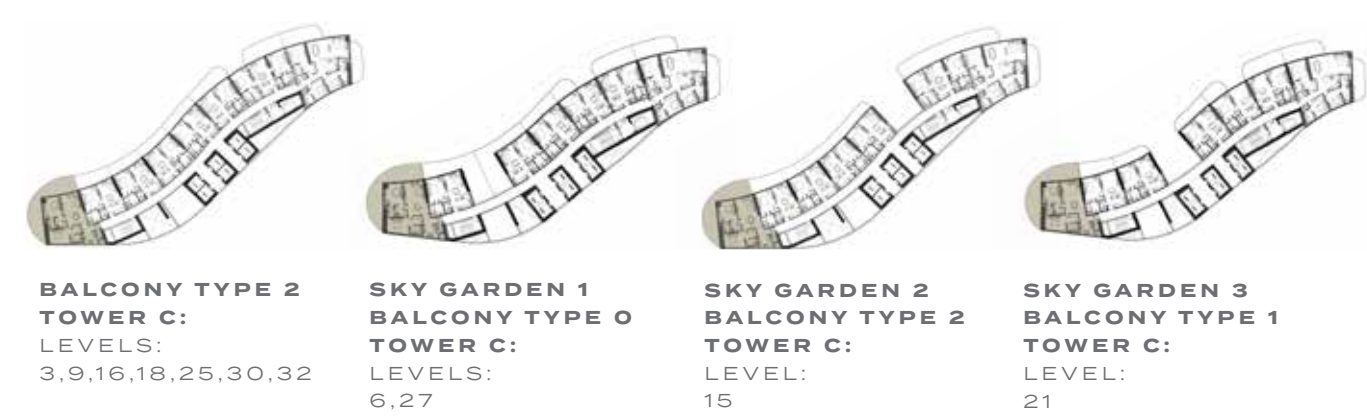 BALCONY TYPE 2
TOWER C:
LEVELS:
3,9,16,18,25,30,32
SKY GARDEN 1
BALCONY TYPE 0
TOWER C:
LEVELS:
6,27
SKY GARDEN 2
BALCONY TYPE 2
TOWER C:
LEVEL:
15
SKY GARDEN 3
BALCONY TYPE 1
TOWER C:
LEVEL:
21